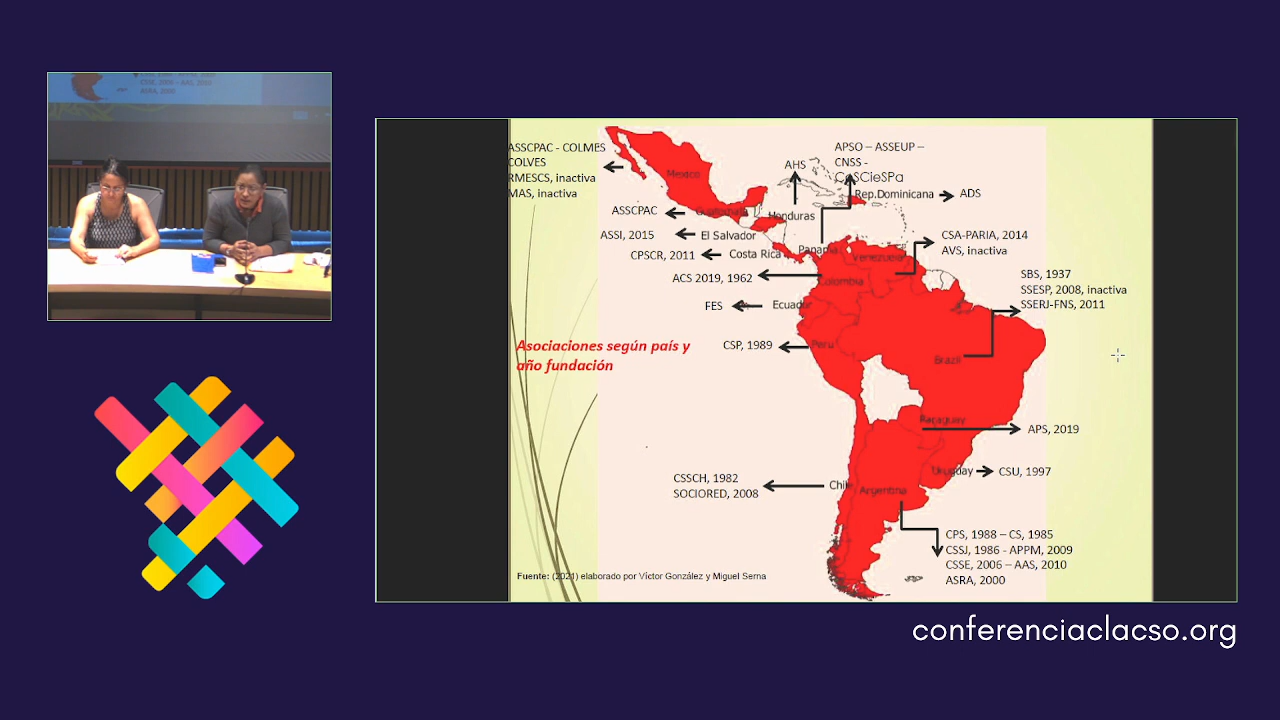 ASSCPAC - COLMES
COLVES
RMESCS, inactiva
MAS, inactiva
Mexico
AHS
APSO – ASSEUP –
CNSS -
CoSCieSPa
Rep.Dominicana
ADS
ASSCPAC
Guatemala
Honduras
ASSI, 2015
El Salvador
CPSCR, 2011
Costa Rica
Panamá
Venezuela
CSA-PARIA, 2014
AVS, inactiva
ACS 2019, 1962
Colombia
SBS, 1937
SSESP, 2008, inactiva
SSERJ-FNS, 2011
FES
Ecuador
CSP, 1989
Peru
Brazil
Asociaciones según país y
año fundación
Paraguay
APS, 2019
Uruguay
CSU, 1997
CSSCH, 1982
SOCIORED, 2008
Chile
Argentina
CPS, 1988 – CS, 1985
CSSJ, 1986 - APPM, 2009
CSSE, 2006 – AAS, 2010
ASRA, 2000
Fuente: (2021) elaborado por Víctor González y Miguel Serna
conferenciaclacso.org